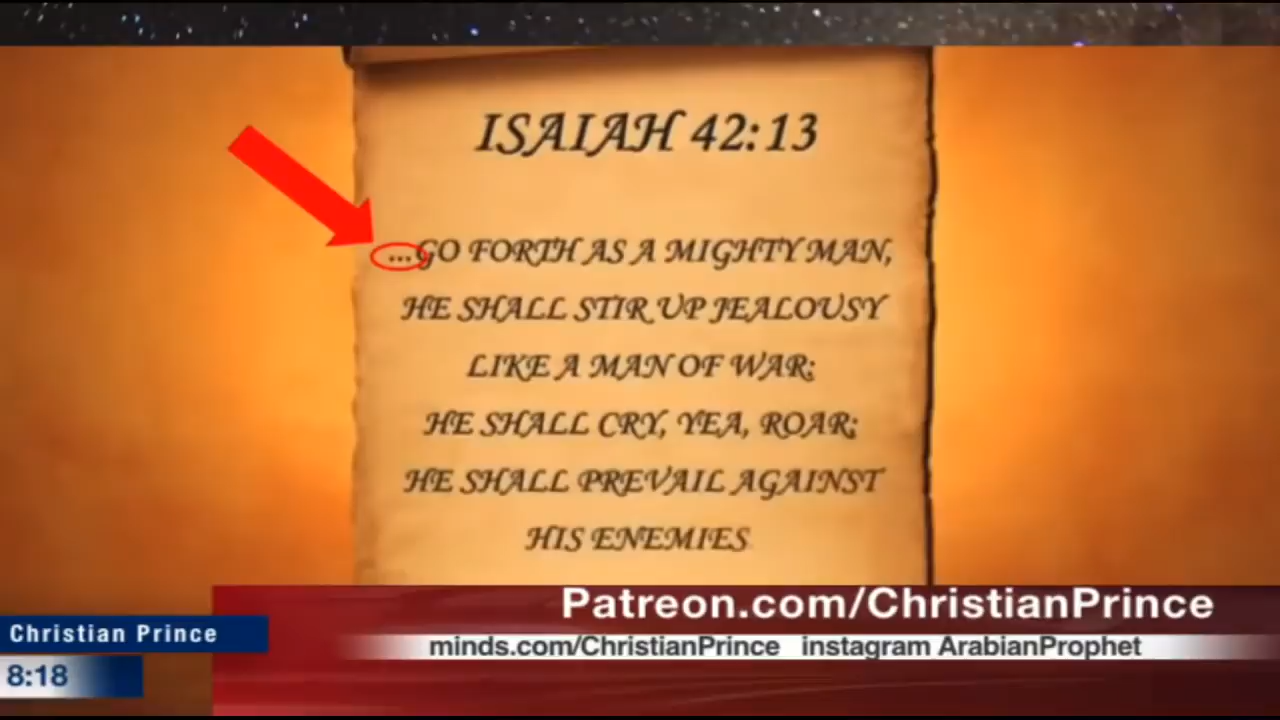 ISAIAH 42:13
...GO FORTH AS A MIGHTY MAN,
HE SHALL STIR UP JEALOUSY
LIKE A MAN OF WAR;
HE SHALL CRY, YEA, ROAR;
HE SHALL PREVAIL AGAINST
HIS ENEMIES.
Patreon.com/ChristianPrince
Christian Prince
minds.com/ChristianPrince instagram ArabianProphet
8:18